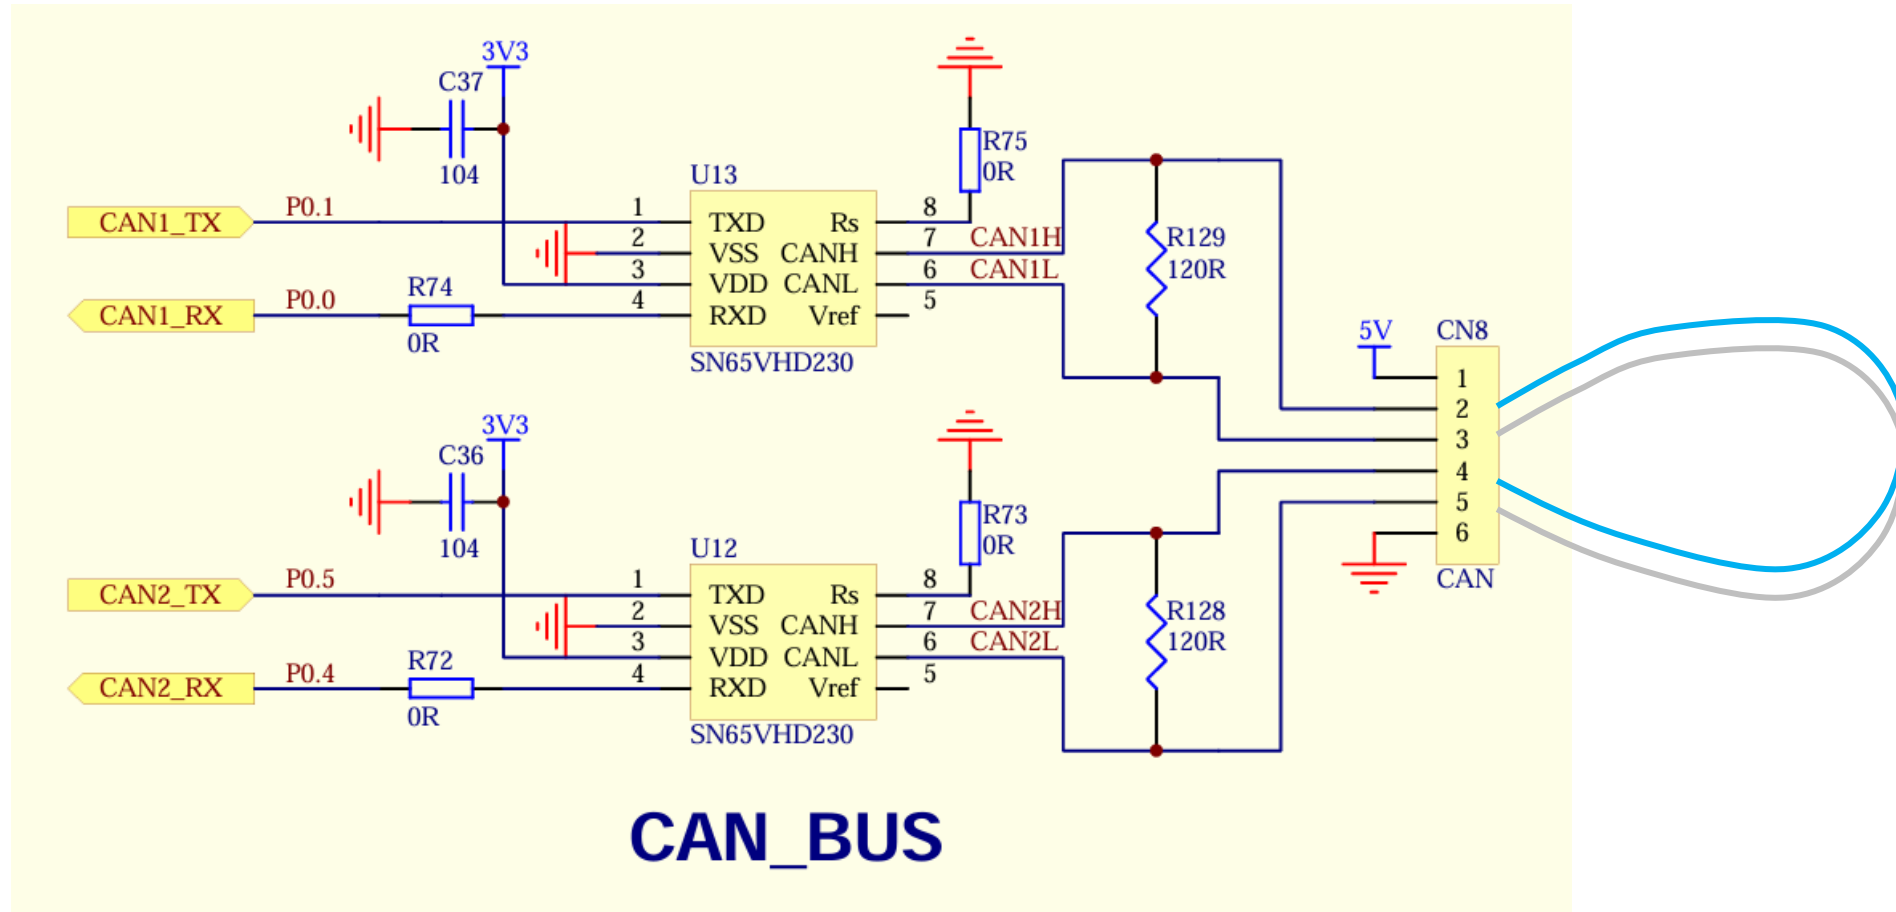 3V3
C37
104
CAN1_TX
P0.1
CAN1_RX
P0.0
R74
0R
U13
1
2
3
4
TXD
VSS
VDD
RXD
Rs
CANH
CANL
Vref
8
7
6
5
SN65VHD230
R75
0R
CAN1H
CAN1L
R129
120R
3V3
C36
104
CAN2_TX
P0.5
CAN2_RX
P0.4
R72
0R
U12
1
2
3
4
TXD
VSS
VDD
RXD
Rs
CANH
CANL
Vref
8
7
6
5
SN65VHD230
R73
0R
CAN2H
CAN2L
R128
120R
5V
CN8
1
2
3
4
5
6
CAN
CAN_BUS